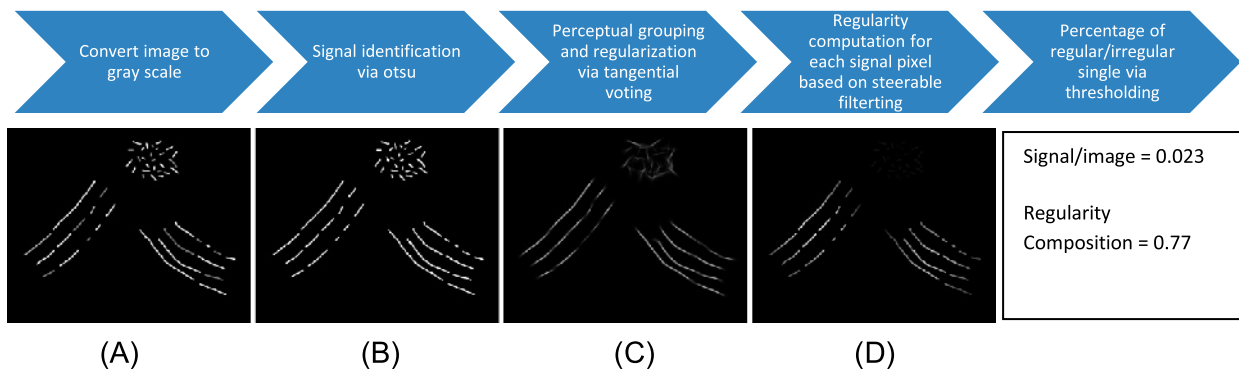 Convert image to
gray scale
Signal identification
via otsu
Perceptual grouping
and regularization
via tangential
voting
Regularity
computation for
each signal pixel
based on steerable
filterting
Percentage of
regular/irregular
single via
thresholding
Signal/image = 0.023
Regularity
Composition = 0.77
(A)
(B)
(C)
(D)